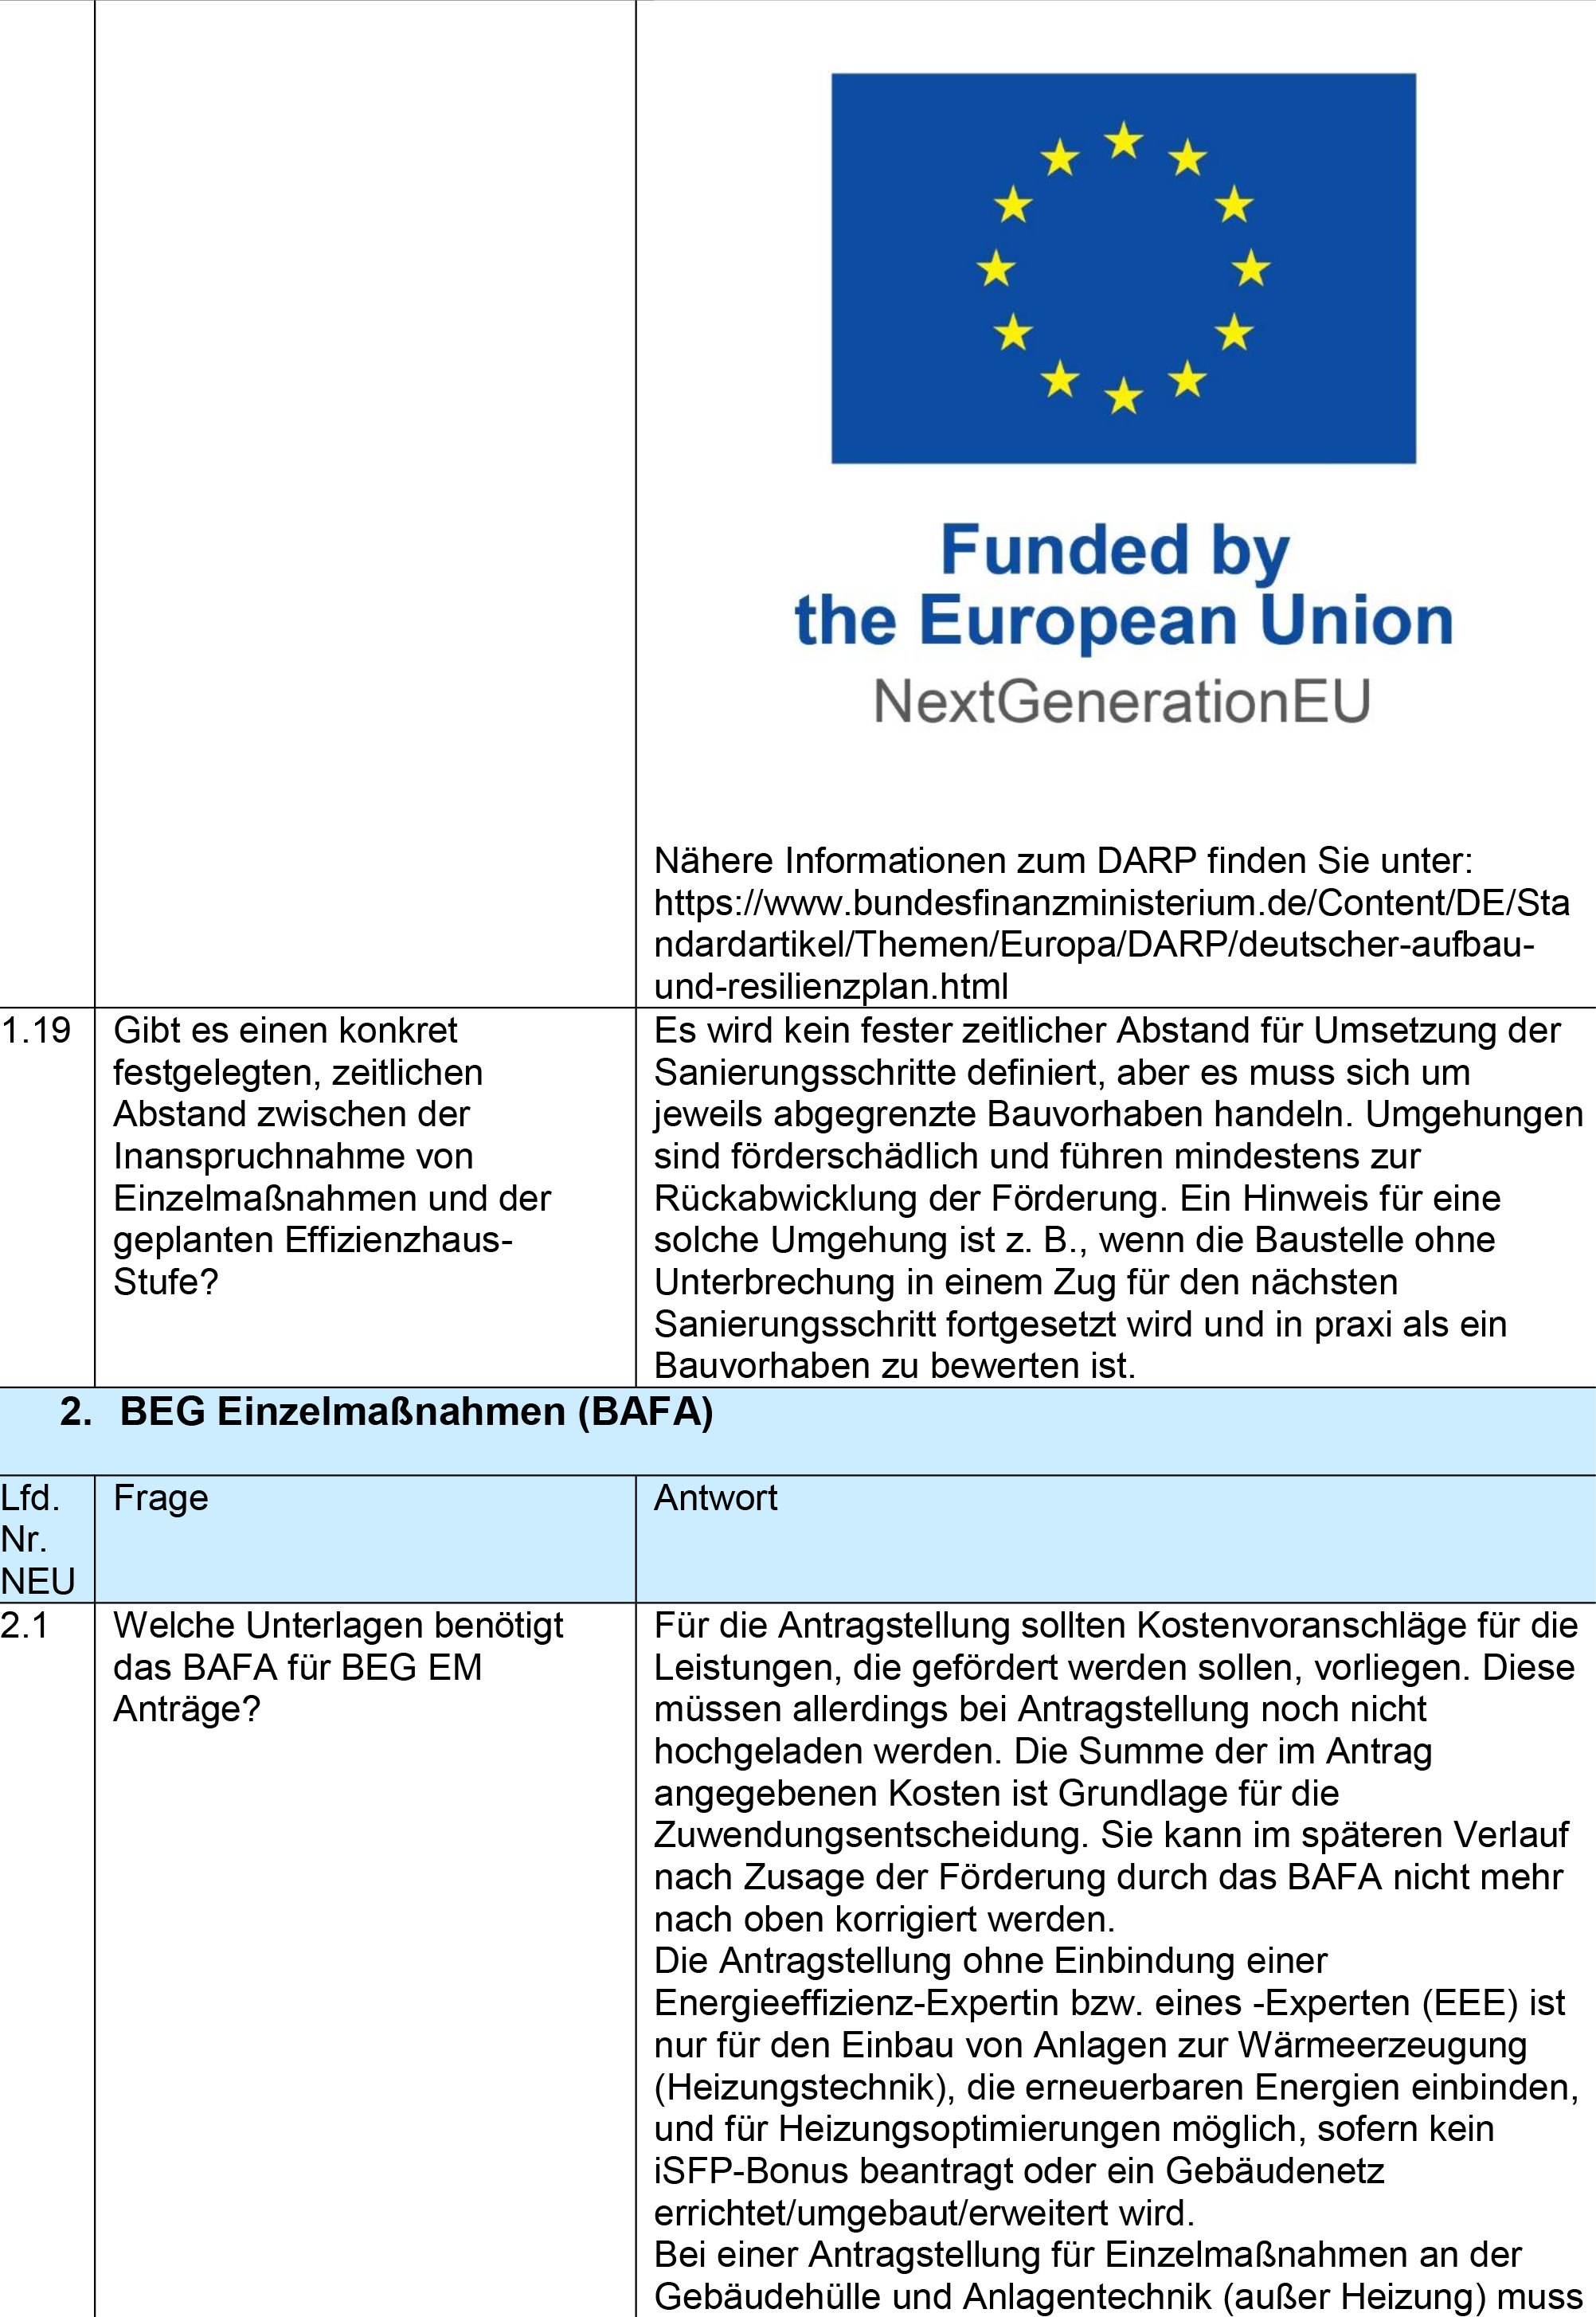 Funded by
the European Union
NextGenerationEU
Nähere Informationen zum DARP finden Sie unter:
https://www.bundesfinanzministerium.de/Content/DE/Sta
ndardartikel/Themen/Europa/DARP/deutscher-aufbau-
und-resilienzplan.html
1.19
Gibt es einen konkret
festgelegten, zeitlichen
Abstand zwischen der
Inanspruchnahme von
Einzelmaßnahmen und der
geplanten Effizienzhaus-
Stufe?
Es wird kein fester zeitlicher Abstand für Umsetzung der
Sanierungsschritte definiert, aber es muss sich um
jeweils abgegrenzte Bauvorhaben handeln. Umgehungen
sind förderschädlich und führen mindestens zur
Rückabwicklung der Förderung. Ein Hinweis für eine
solche Umgehung ist z. B., wenn die Baustelle ohne
Unterbrechung in einem Zug für den nächsten
Sanierungsschritt fortgesetzt wird und in praxi als ein
Bauvorhaben zu bewerten ist.
2. BEG Einzelmaßnahmen (BAFA)
Lfd.
Nr.
NEU
Frage
Antwort
2.1
Welche Unterlagen benötigt
das BAFA für BEG EM
Anträge?
Für die Antragstellung sollten Kostenvoranschläge für die
Leistungen, die gefördert werden sollen, vorliegen. Diese
müssen allerdings bei Antragstellung noch nicht
hochgeladen werden. Die Summe der im Antrag
angegebenen Kosten ist Grundlage für die
Zuwendungsentscheidung. Sie kann im späteren Verlauf
nach Zusage der Förderung durch das BAFA nicht mehr
nach oben korrigiert werden.
Die Antragstellung ohne Einbindung einer
Energieeffizienz-Expertin bzw. eines -Experten (EEE) ist
nur für den Einbau von Anlagen zur Wärmeerzeugung
(Heizungstechnik), die erneuerbaren Energien einbinden,
und für Heizungsoptimierungen möglich, sofern kein
iSFP-Bonus beantragt oder ein Gebäudenetz
errichtet/umgebaut/erweitert wird.
Bei einer Antragstellung für Einzelmaßnahmen an der
Gebäudehülle und Anlagentechnik (außer Heizung) muss